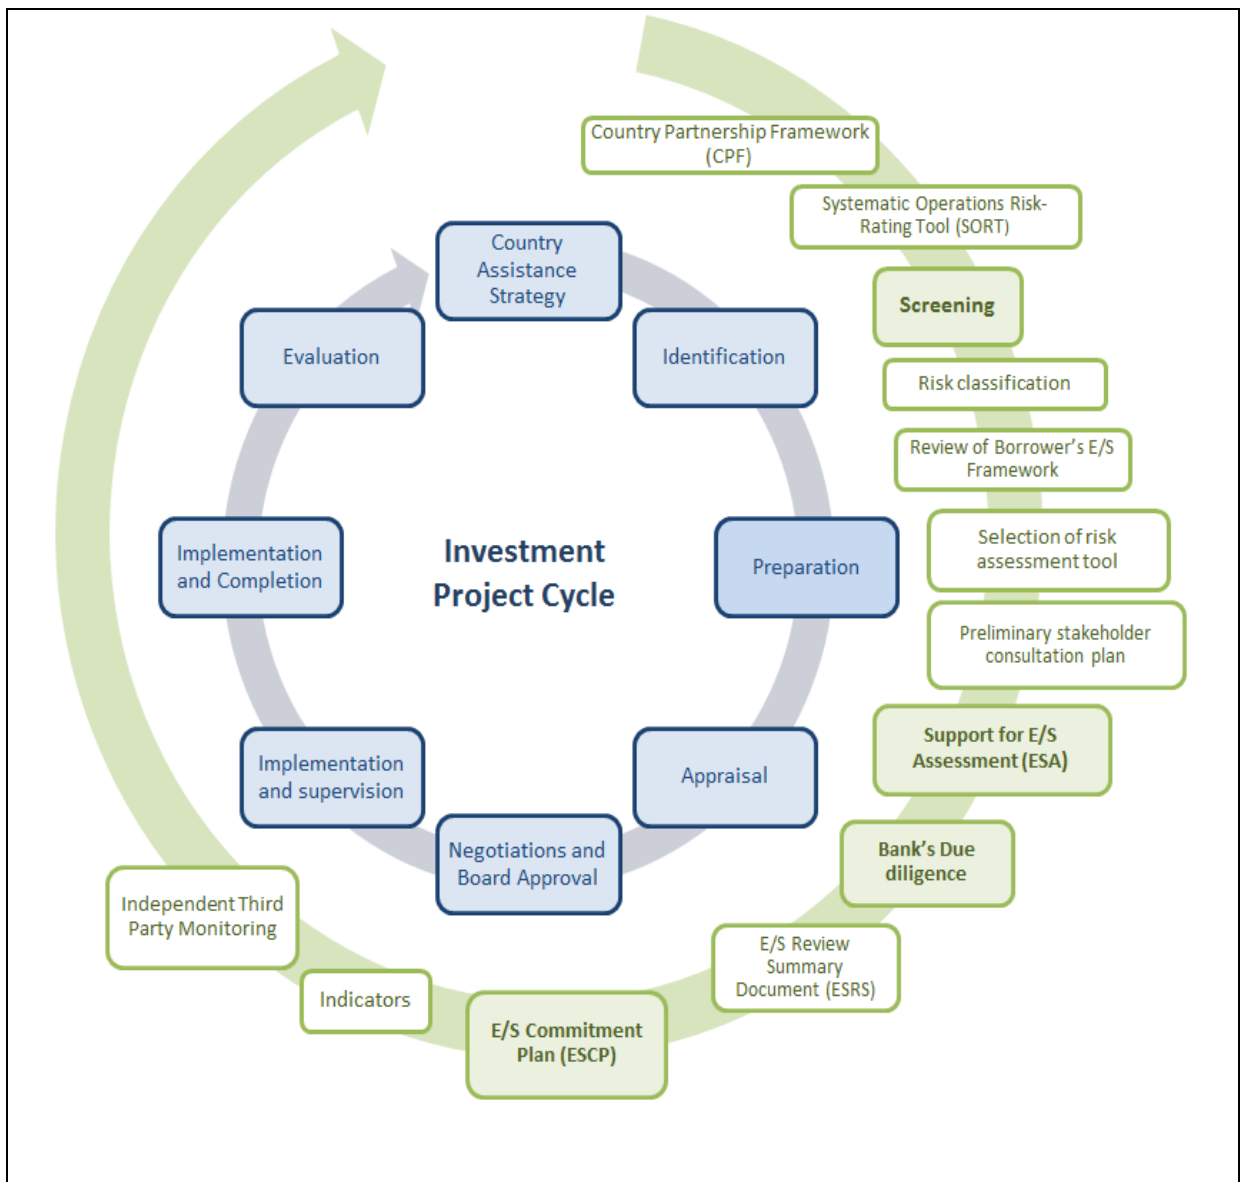 Country Partnership Framework
(CPF)
Systematic Operations Risk-
Rating Tool (SORT)
Screening
Risk classification
Review of Borrower's E/S
Framework
Selection of risk
assessment tool
Preliminary stakeholder
consultation plan
Support for E/S
Assessment (ESA)
Bank's Due
diligence
E/S Review
Summary
Document (ESRS)
E/S Commitment
Plan (ESCP)
Indicators
Independent Third
Party Monitoring
Country
Assistance
Strategy
Identification
Preparation
Appraisal
Negotiations and
Board Approval
Implementation
and supervision
Implementation
and Completion
Evaluation
Investment
Project Cycle